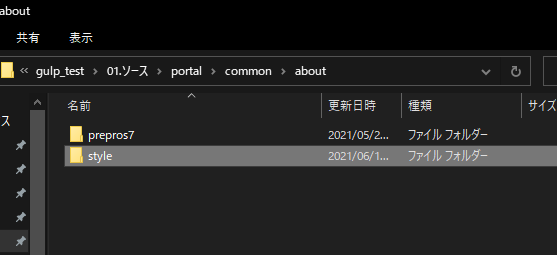 about
共有 表示
« gulp_test › 01.ソース › portal › common › about
ス 名前 更新日時 種類 サイズ
prepros7 2021/05/2... ファイル フォルダー
style 2021/06/1... ファイル フォルダー